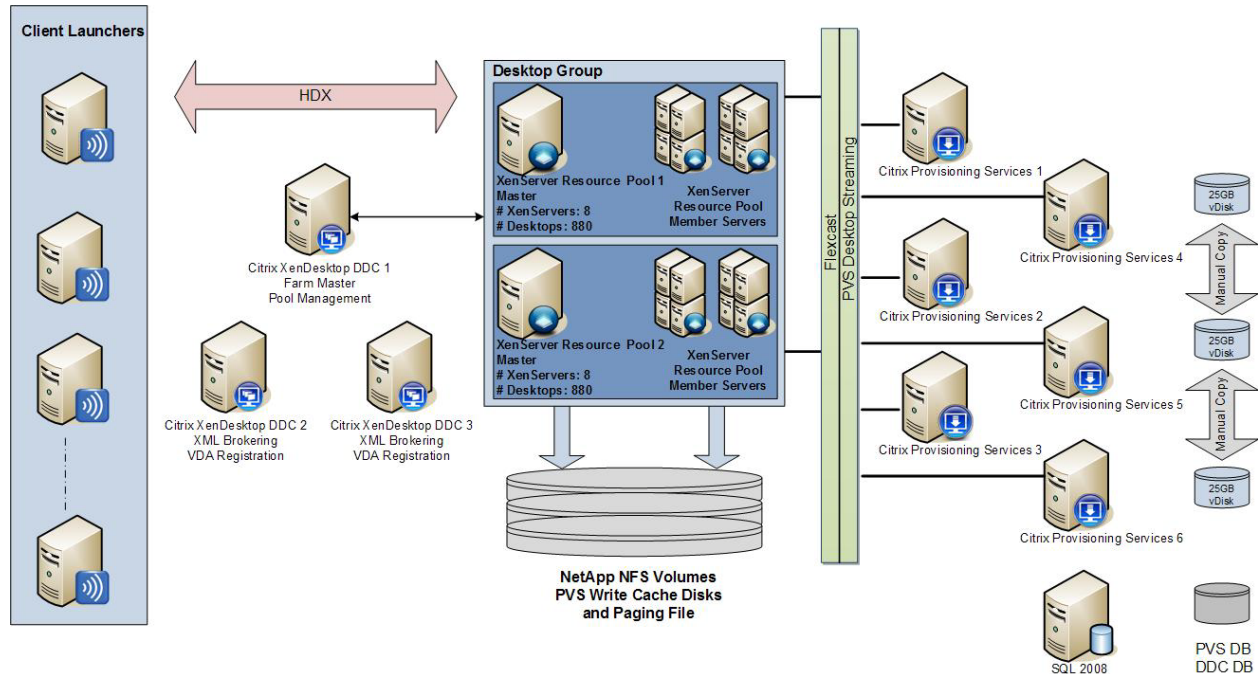 Client Launchers
HDX
Citrix XenDesktop DDC 1
Farm Master
Pool Management
Citrix XenDesktop DDC 2
XML Brokering
VDA Registration
Citrix XenDesktop DDC 3
XML Brokering
VDA Registration
Desktop Group
XenServer Resource Pool 1
Master
# XenServers: 8
# Desktops: 880
XenServer
Resource Pool
Member Servers
XenServer Resource Pool 2
Master
# XenServers: 8
# Desktops: 880
XenServer
Resource Pool
Member Servers
NetApp NFS Volumes
PVS Write Cache Disks
and Paging File
Flexcast
PVS Desktop Streaming
Citrix Provisioning Services 1
Citrix Provisioning Services 4
Citrix Provisioning Services 2
Citrix Provisioning Services 5
Citrix Provisioning Services 3
Citrix Provisioning Services 6
25GB
vDisk
Manual Copy
25GB
vDisk
Manual Copy
25GB
vDisk
SQL 2008
PVS DB
DDC DB